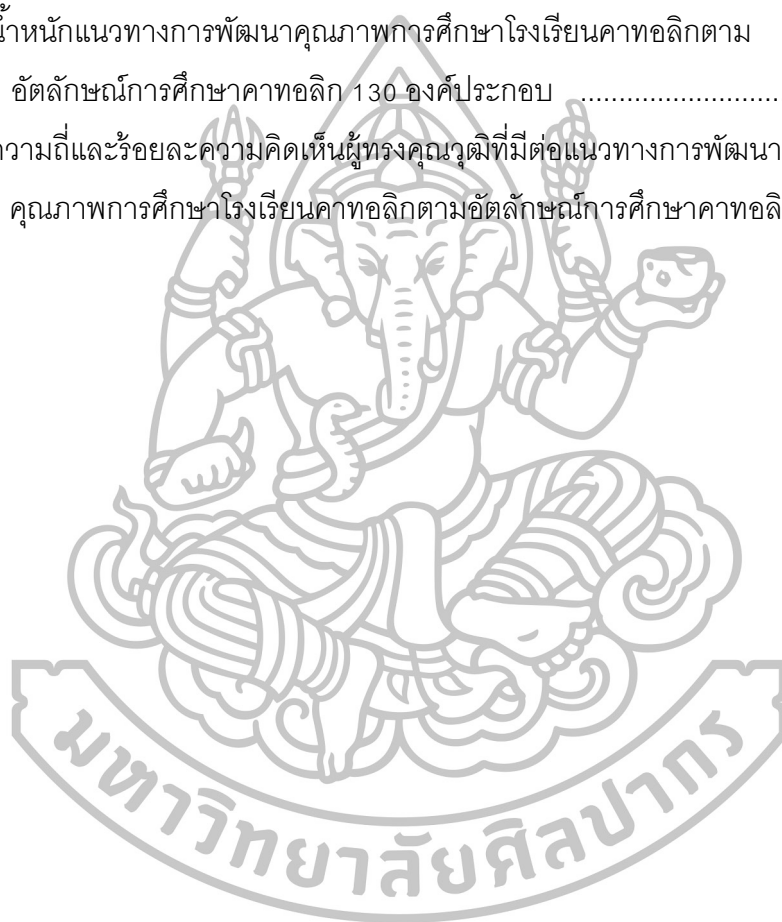 น้ำหนักแนวทางการพัฒนาคุณภาพการศึกษาโรงเรียนคาทอลิกตาม
อัตลักษณ์การศึกษาคาทอลิก 130 องค์ประกอบ ..........................
ความถี่และร้อยละความคิดเห็นผู้ทรงคุณวุฒิที่มีต่อแนวทางการพัฒนา
คุณภาพการศึกษาโรงเรียนคาทอลิกตามอัตลักษณ์การศึกษาคาทอลิ
มหาวิทยาลัยศิลปากร